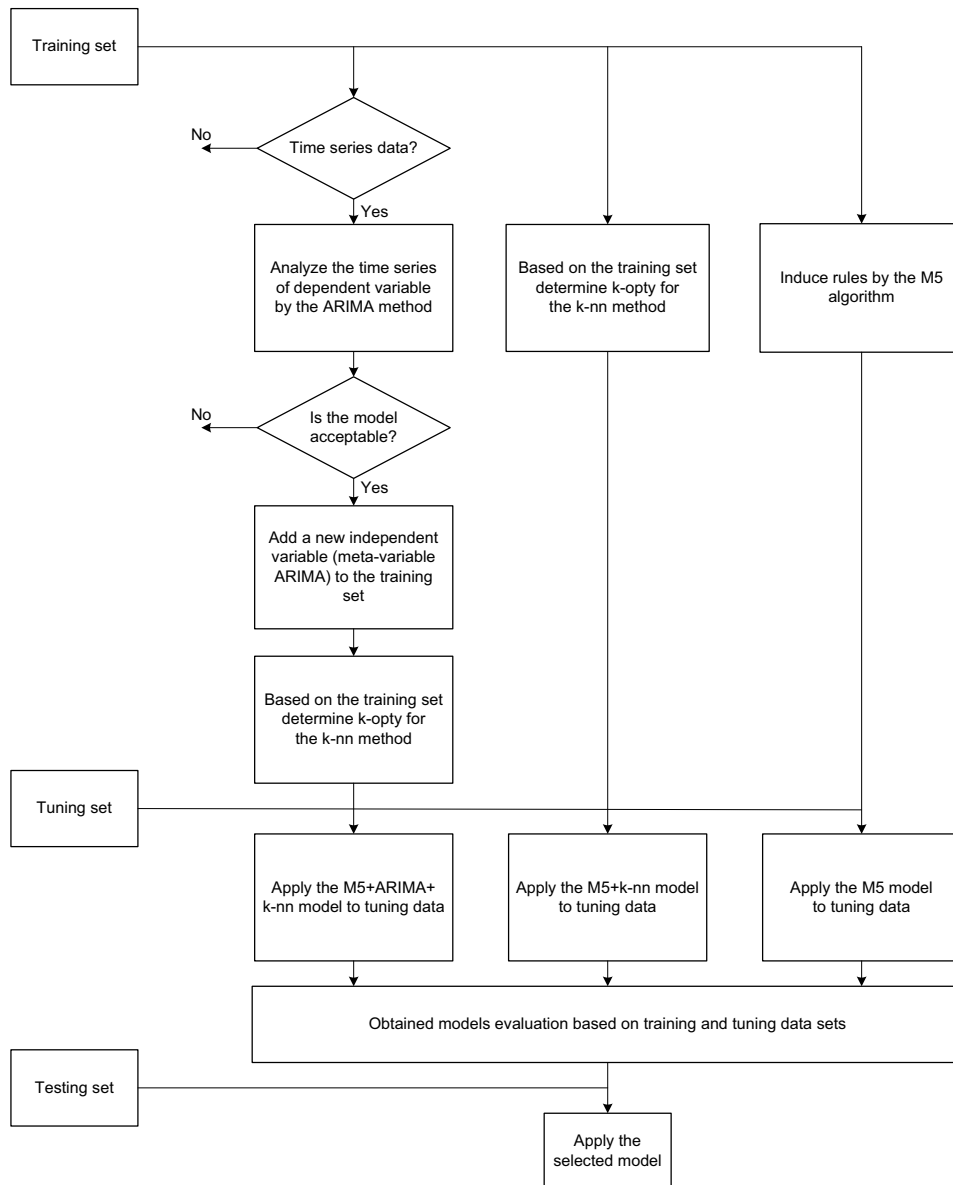 Training set
No
Time series data?
Yes
Analyze the time series
of dependent variable
by the ARIMA method
Based on the training set
determine k-opty for
the k-nn method
Induce rules by the M5
algorithm
No
Is the model
acceptable?
Yes
Add a new independent
variable (meta-variable
ARIMA) to the training
set
Based on the training set
determine k-opty for
the k-nn method
Tuning set
Apply the M5+ARIMA+
k-nn model to tuning data
Apply the M5+k-nn model
to tuning data
Apply the M5 model
to tuning data
Obtained models evaluation based on training and tuning data sets
Testing set
Apply the
selected model